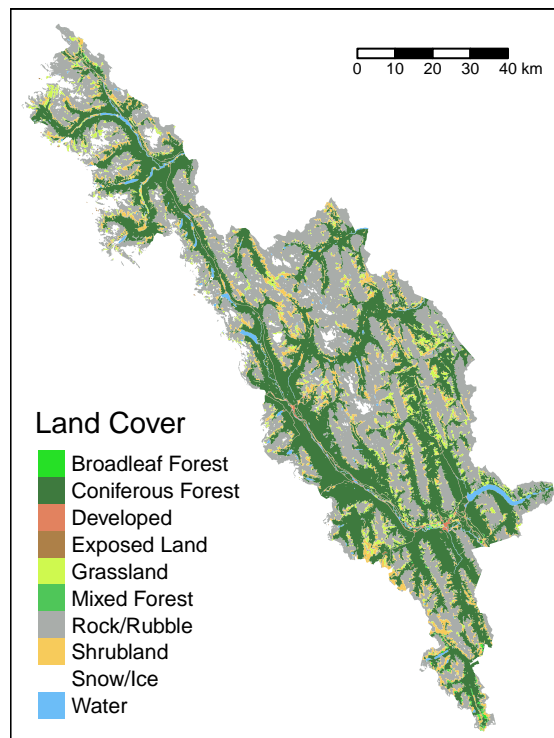 0 10 20 30 40 km
Land Cover
Broadleaf Forest
Coniferous Forest
Developed
Exposed Land
Grassland
Mixed Forest
Rock/Rubble
Shrubland
Snow/Ice
Water